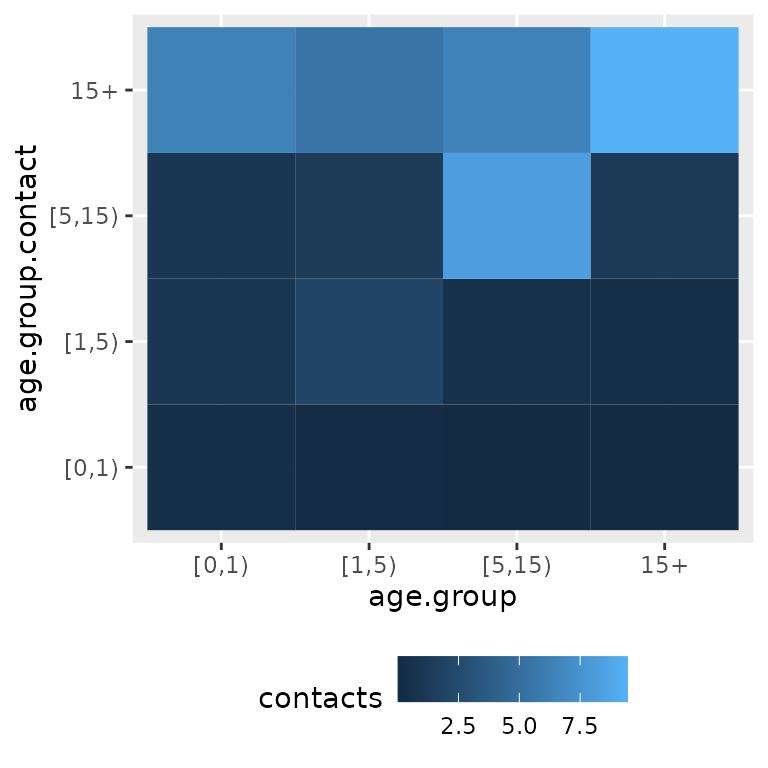 age.group.contact
15+
[5,15)
[1,5)
[0,1)
[0,1) [1,5) [5,15) 15+
age.group
contacts
2.5 5.0 7.5